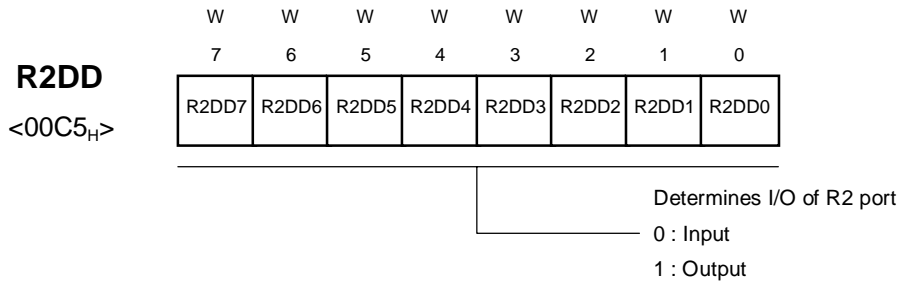 W W W W W W W W
7 6 5 4 3 2 1 0
R2DD
<00C5H>
R2DD7 R2DD6 R2DD5 R2DD4 R2DD3 R2DD2 R2DD1 R2DD0
Determines I/O of R2 port
0 : Input
1 : Output